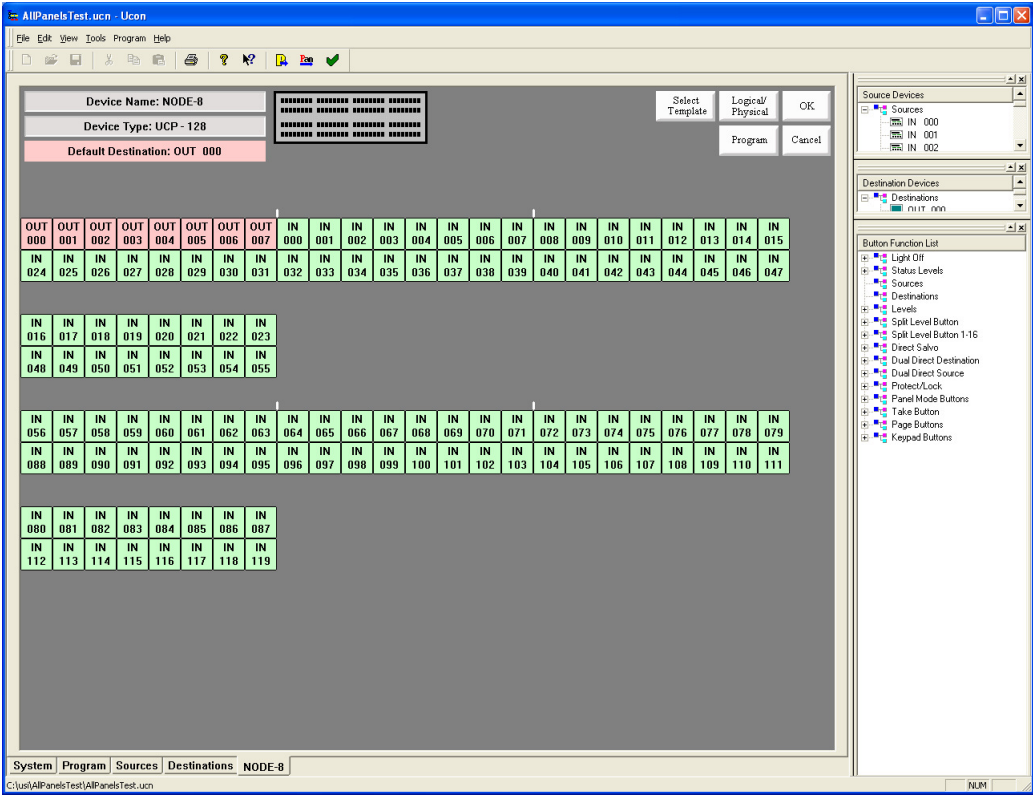 AllPanelsTest.ucn - Ucon
File Edit View Tools Program Help
Device Name: NODE-8
Device Type: UCP - 128
Default Destination: OUT 000
Select Template
Logical/ Physical
OK
Program
Cancel
OUT 000 OUT 001 OUT 002 OUT 003 OUT 004 OUT 005 OUT 006 OUT 007 IN 000 IN 001 IN 002 IN 003 IN 004 IN 005 IN 006 IN 007 IN 008 IN 009 IN 010 IN 011 IN 012 IN 013 IN 014 IN 015
IN 024 IN 025 IN 026 IN 027 IN 028 IN 029 IN 030 IN 031 IN 032 IN 033 IN 034 IN 035 IN 036 IN 037 IN 038 IN 039 IN 040 IN 041 IN 042 IN 043 IN 044 IN 045 IN 046 IN 047
IN 016 IN 017 IN 018 IN 019 IN 020 IN 021 IN 022 IN 023
IN 048 IN 049 IN 050 IN 051 IN 052 IN 053 IN 054 IN 055
IN 056 IN 057 IN 058 IN 059 IN 060 IN 061 IN 062 IN 063 IN 064 IN 065 IN 066 IN 067 IN 068 IN 069 IN 070 IN 071 IN 072 IN 073 IN 074 IN 075 IN 076 IN 077 IN 078 IN 079
IN 088 IN 089 IN 090 IN 091 IN 092 IN 093 IN 094 IN 095 IN 096 IN 097 IN 098 IN 099 IN 100 IN 101 IN 102 IN 103 IN 104 IN 105 IN 106 IN 107 IN 108 IN 109 IN 110 IN 111
IN 080 IN 081 IN 082 IN 083 IN 084 IN 085 IN 086 IN 087
IN 112 IN 113 IN 114 IN 115 IN 116 IN 117 IN 118 IN 119
Source Devices
Sources
IN 000
IN 001
IN 002
Destination Devices
Destinations
OUT 000
Button Function List
Light Off
Status Levels
Sources
Destinations
Levels
Split Level Button
Split Level Button 1-16
Direct Salvo
Dual Direct Destination
Dual Direct Source
Protect/Lock
Panel Mode Buttons
Take Button
Page Buttons
Keypad Buttons
System Program Sources Destinations NODE-8
C:\usi\AllPanelsTest\AllPanelsTest.ucn
NUM